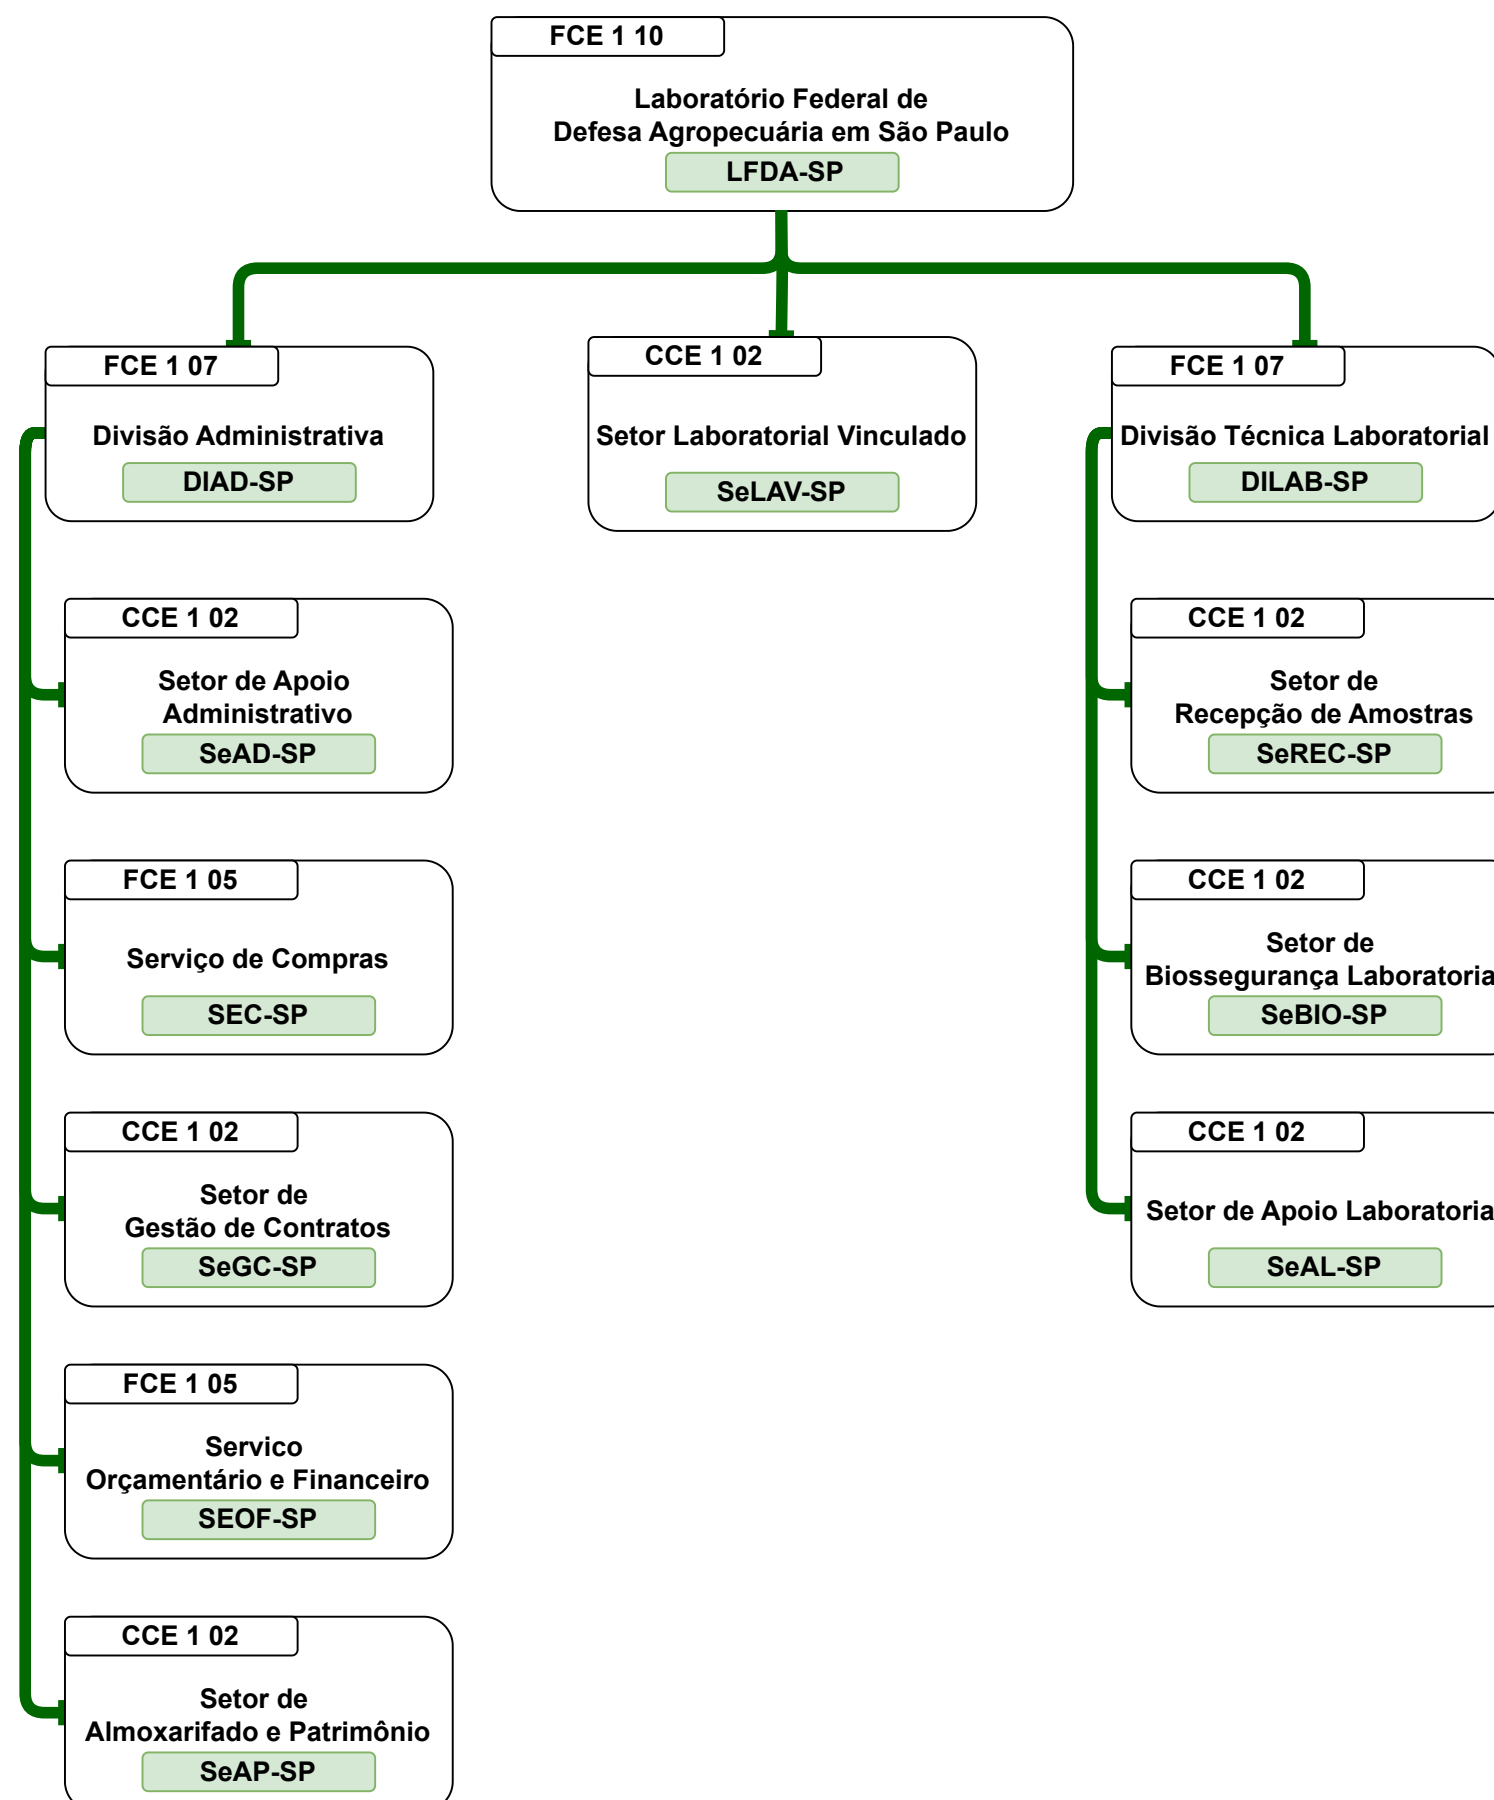 FCE 1 10
Laboratório Federal de
Defesa Agropecuária em São Paulo
LFDA-SP
FCE 1 07
Divisão Administrativa
DIAD-SP
CCE 1 02
Setor Laboratorial Vinculado
SeLAV-SP
FCE 1 07
Divisão Técnica Laboratorial
DILAB-SP
CCE 1 02
Setor de Apoio
Administrativo
SeAD-SP
FCE 1 05
Serviço de Compras
SEC-SP
CCE 1 02
Setor de
Gestão de Contratos
SeGC-SP
FCE 1 05
Servico
Orçamentário e Financeiro
SEOF-SP
CCE 1 02
Setor de
Almoxarifado e Patrimônio
SeAP-SP
CCE 1 02
Setor de
Recepção de Amostras
SeREC-SP
CCE 1 02
Setor de
Biossegurança Laboratoria
SeBIO-SP
CCE 1 02
Setor de Apoio Laboratoria
SeAL-SP